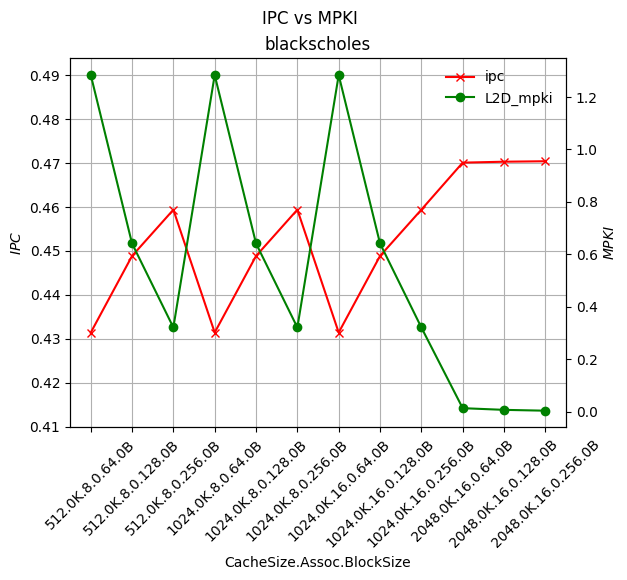 IPC vs MPKI
blackscholes
ipc
L2D_mpki
0.49
0.48
0.47
0.46
0.45
0.44
0.43
0.42
0.41
IPC
1.2
1.0
0.8
0.6
0.4
0.2
0.0
MPKI
512.0K.8.0.64.0B
512.0K.8.0.128.0B
512.0K.8.0.256.0B
1024.0K.8.0.64.0B
1024.0K.8.0.128.0B
1024.0K.8.0.256.0B
1024.0K.16.0.64.0B
1024.0K.16.0.128.0B
1024.0K.16.0.256.0B
2048.0K.16.0.64.0B
2048.0K.16.0.128.0B
2048.0K.16.0.256.0B
CacheSize.Assoc.BlockSize